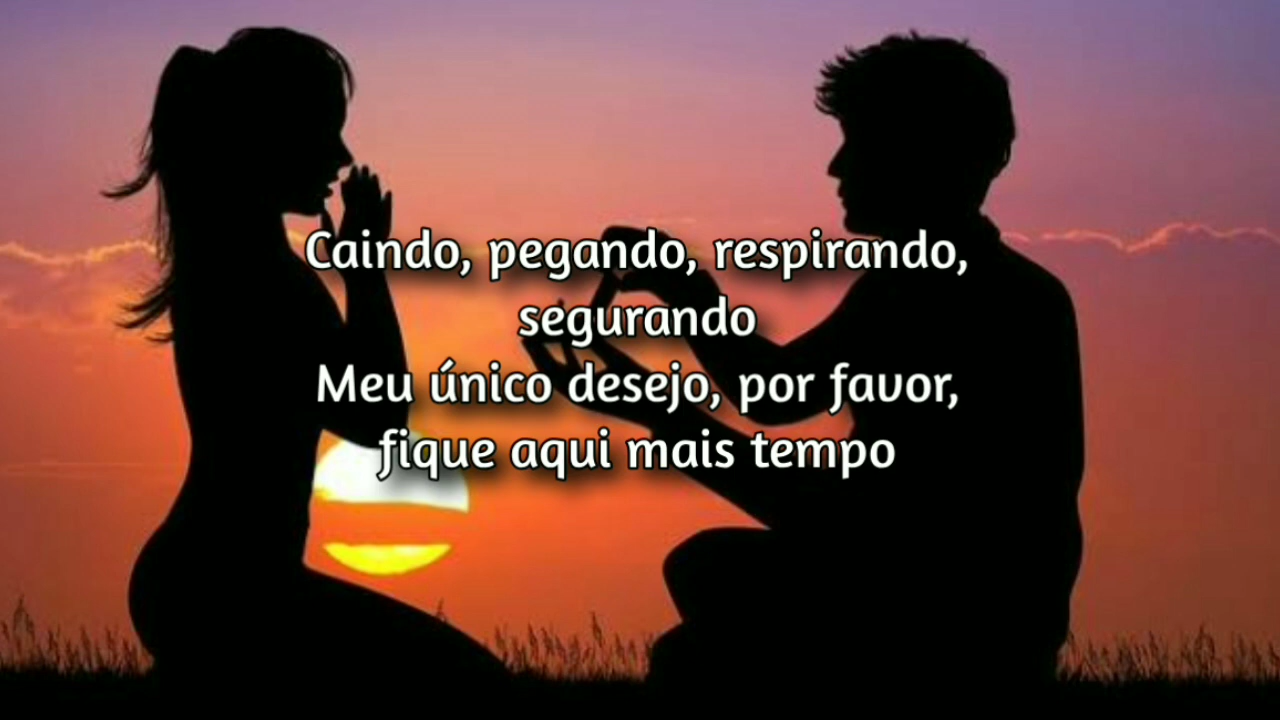 Caindo, pegando, respirando,
segurando
Meu único desejo, por favor,
fique aqui mais tempo